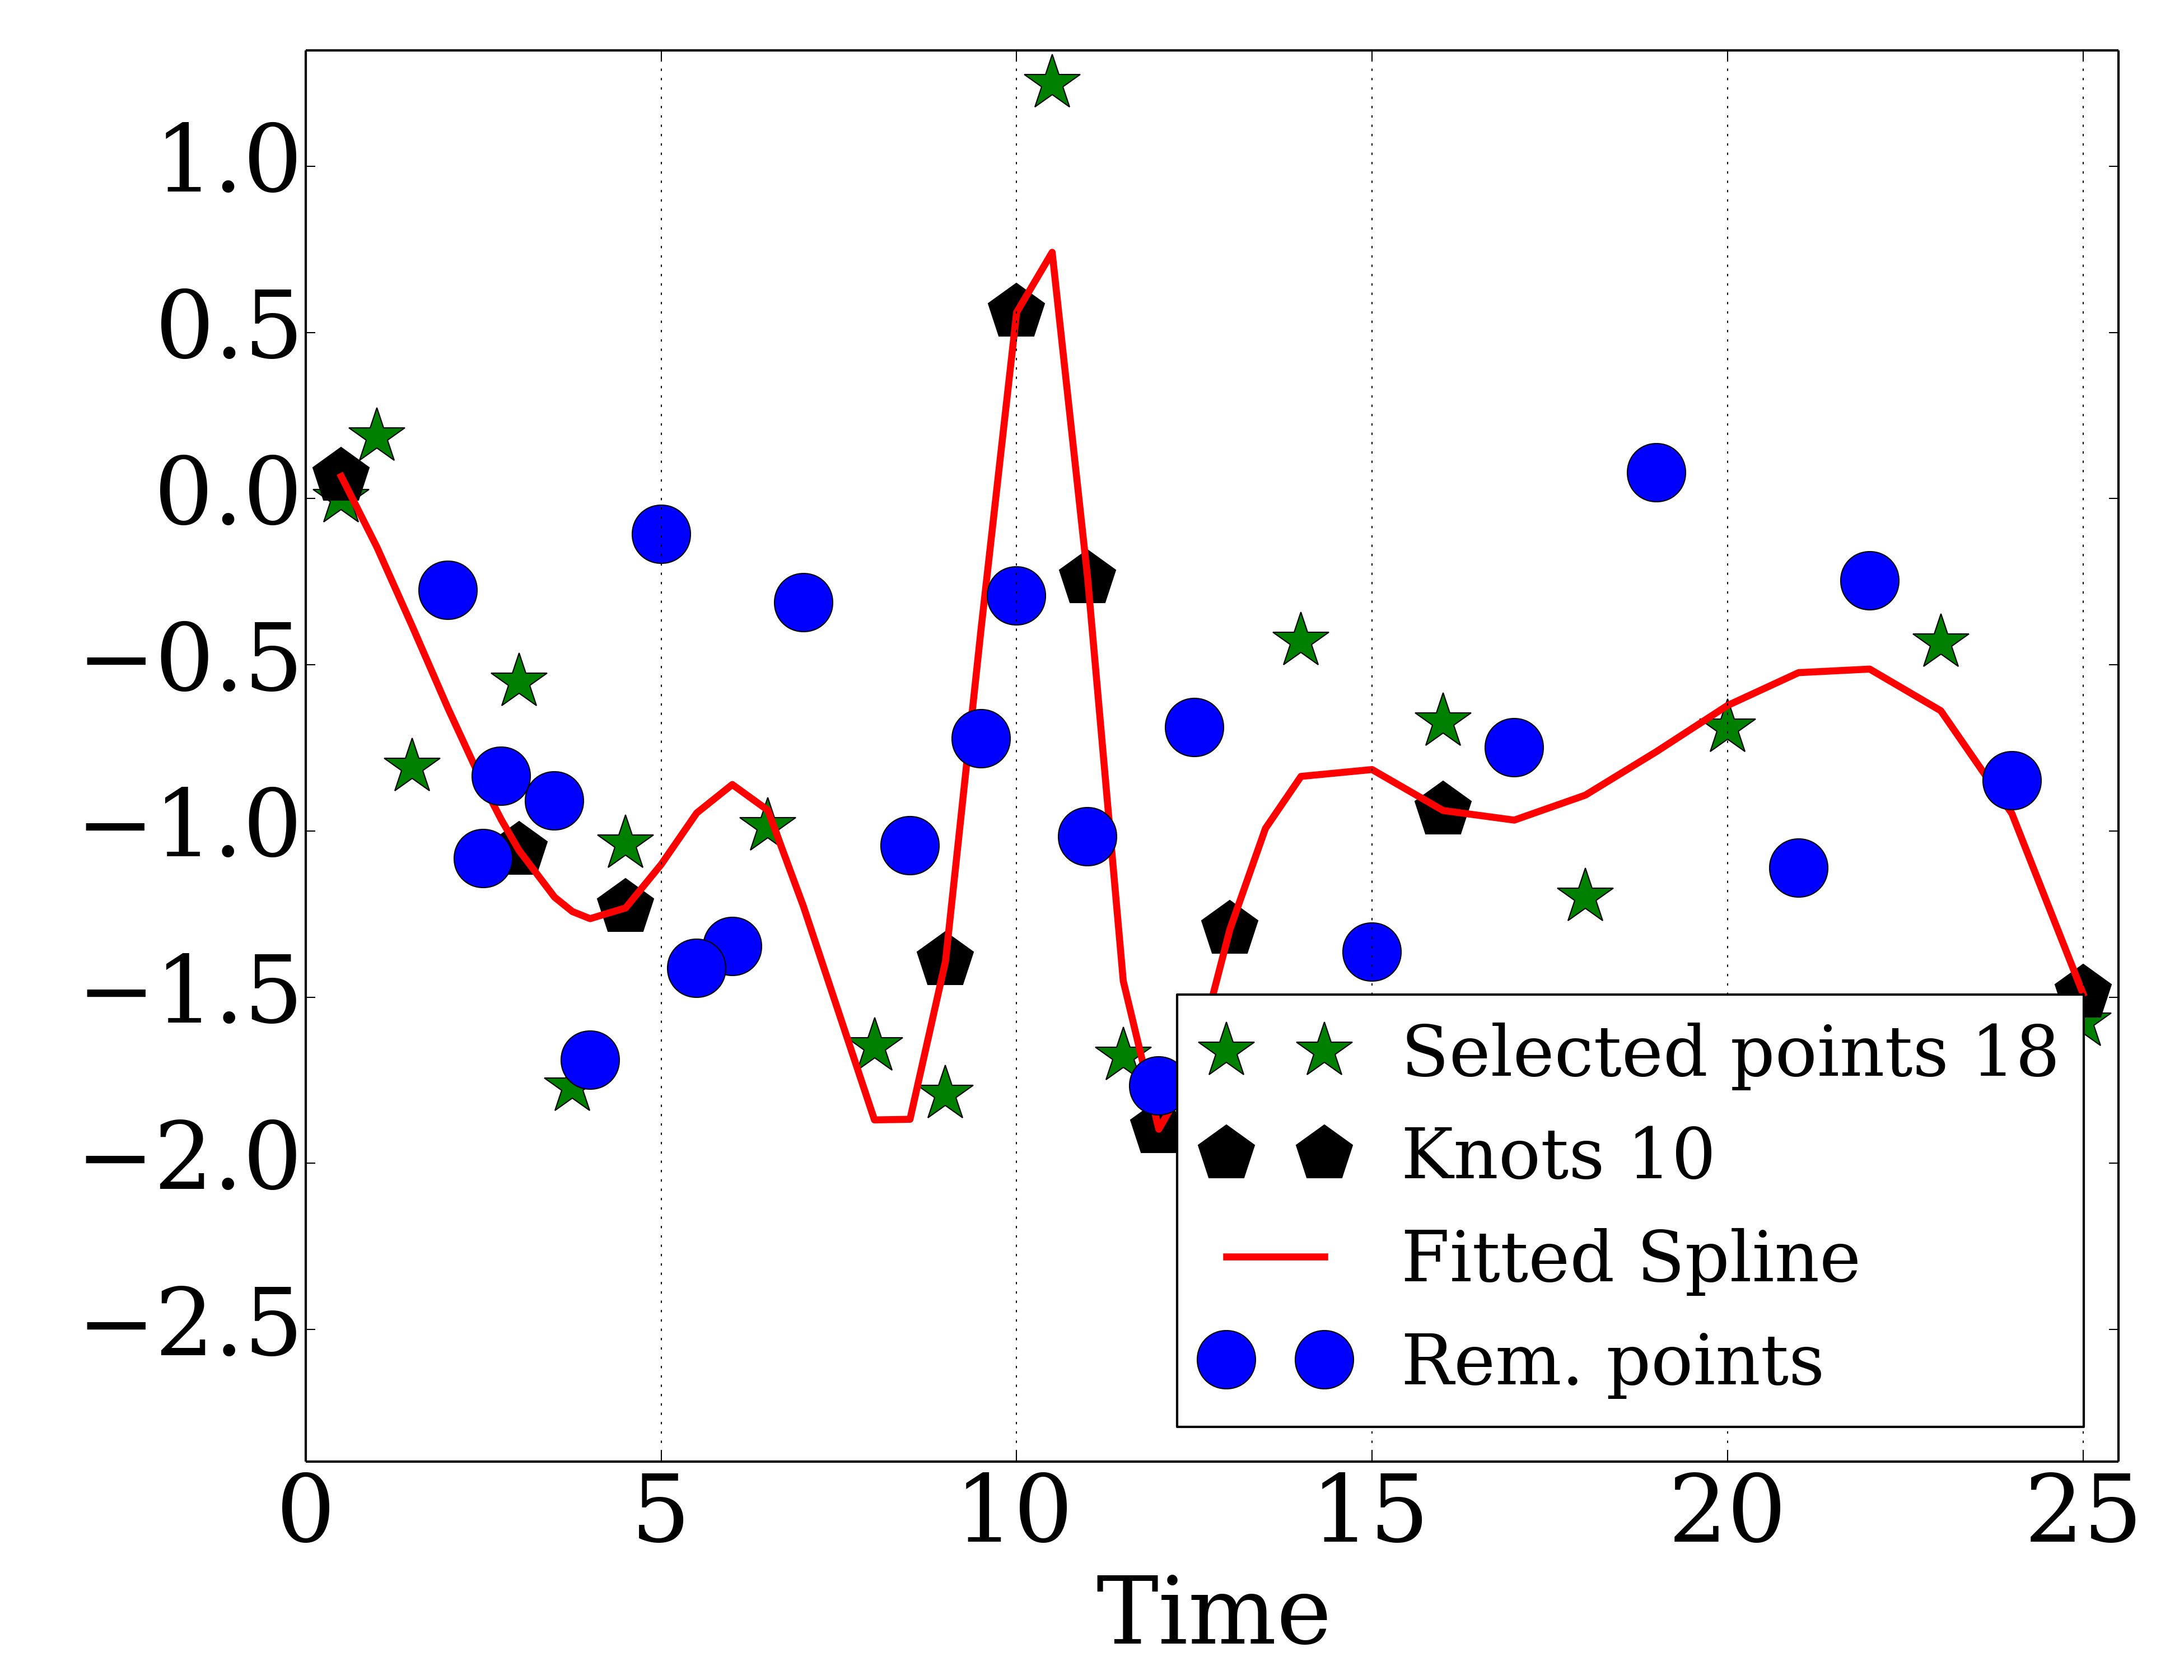 1.0
0.5
0.0
−0.5
−1.0
−1.5
−2.0
−2.5
Selected points 18
Knots 10
Fitted Spline
Rem. points
0 5 10 15 20 25
Time